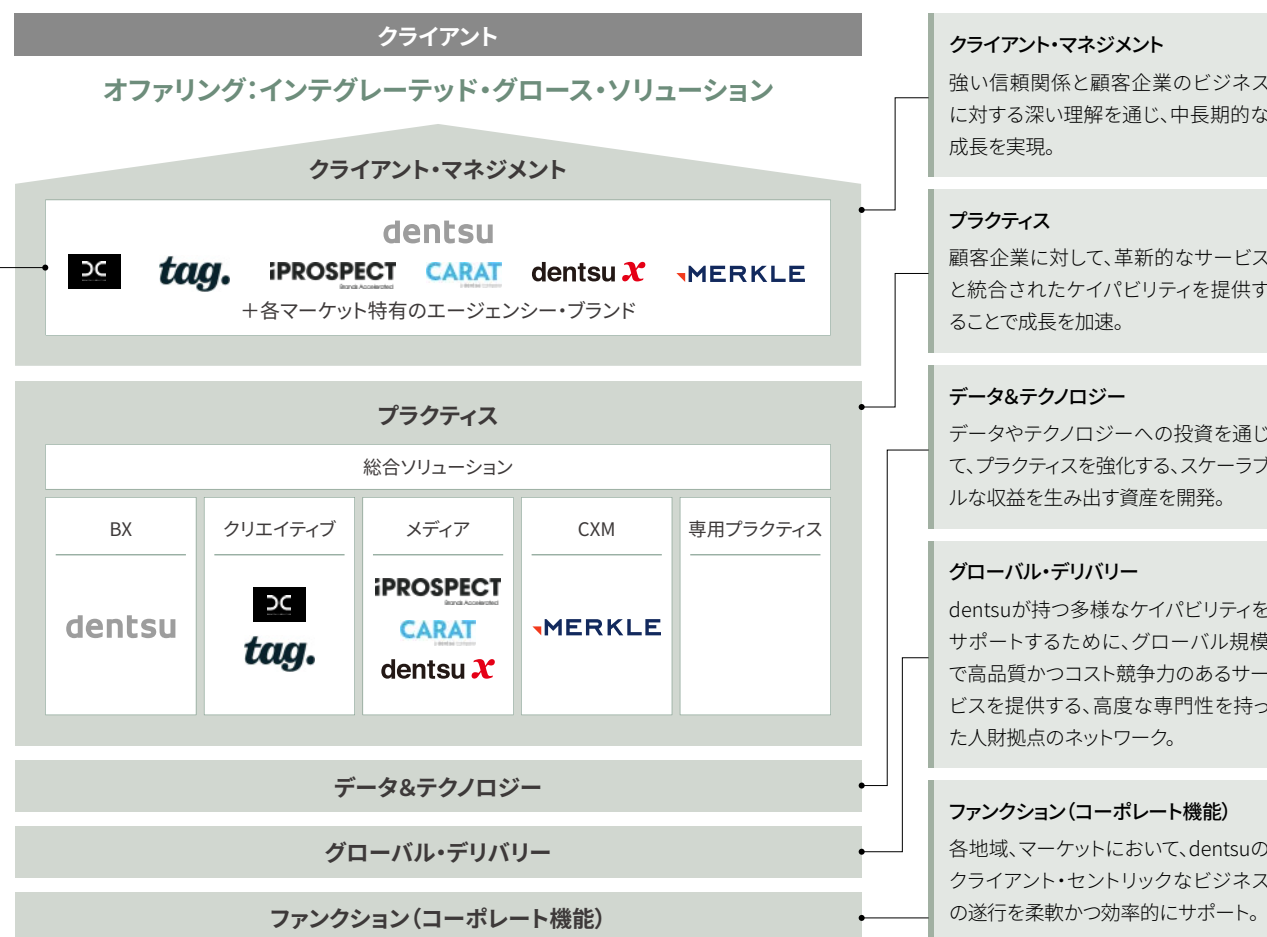 クライアント
オファリング：インテグレーテッド・グロース・ソリューション
クライアント・マネジメント
dentsu
DC
tag.
iPROSPECT
Brands Accelerated
CARAT
a dentsu company
dentsu X
MERKLE
＋各マーケット特有のエージェンシー・ブランド
プラクティス
総合ソリューション
BX
dentsu
クリエイティブ
DC
tag.
メディア
iPROSPECT
Brands Accelerated
CARAT
a dentsu company
dentsu X
CXM
MERKLE
専用プラクティス
データ&テクノロジー
グローバル・デリバリー
ファンクション（コーポレート機能）
クライアント・マネジメント
強い信頼関係と顧客企業のビジネス
に対する深い理解を通じ、中長期的な
成長を実現。
プラクティス
顧客企業に対して、革新的なサービス
と統合されたケイパビリティを提供す
ることで成長を加速。
データ&テクノロジー
データやテクノロジーへの投資を通じ
て、プラクティスを強化する、スケーラブ
ルな収益を生み出す資産を開発。
グローバル・デリバリー
dentsuが持つ多様なケイパビリティを
サポートするために、グローバル規模
で高品質かつコスト競争力のあるサー
ビスを提供する、高度な専門性を持っ
た人財拠点のネットワーク。
ファンクション（コーポレート機能）
各地域、マーケットにおいて、dentsuの
クライアント・セントリックなビジネス
の遂行を柔軟かつ効率的にサポート。